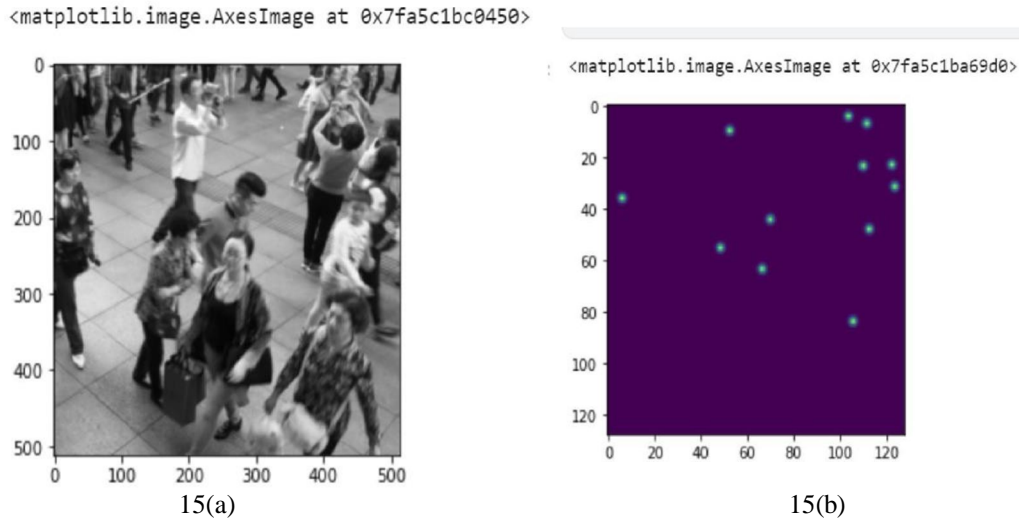 <matplotlib.image.AxesImage at 0x7fa5c1bc0450>
0
100
200
300
400
500
0 100 200 300 400 500
15(a)
: <matplotlib.image.AxesImage at 0x7fa5c1ba69d0>
0
20
40
60
80
100
120
0 20 40 60 80 100 120
15(b)